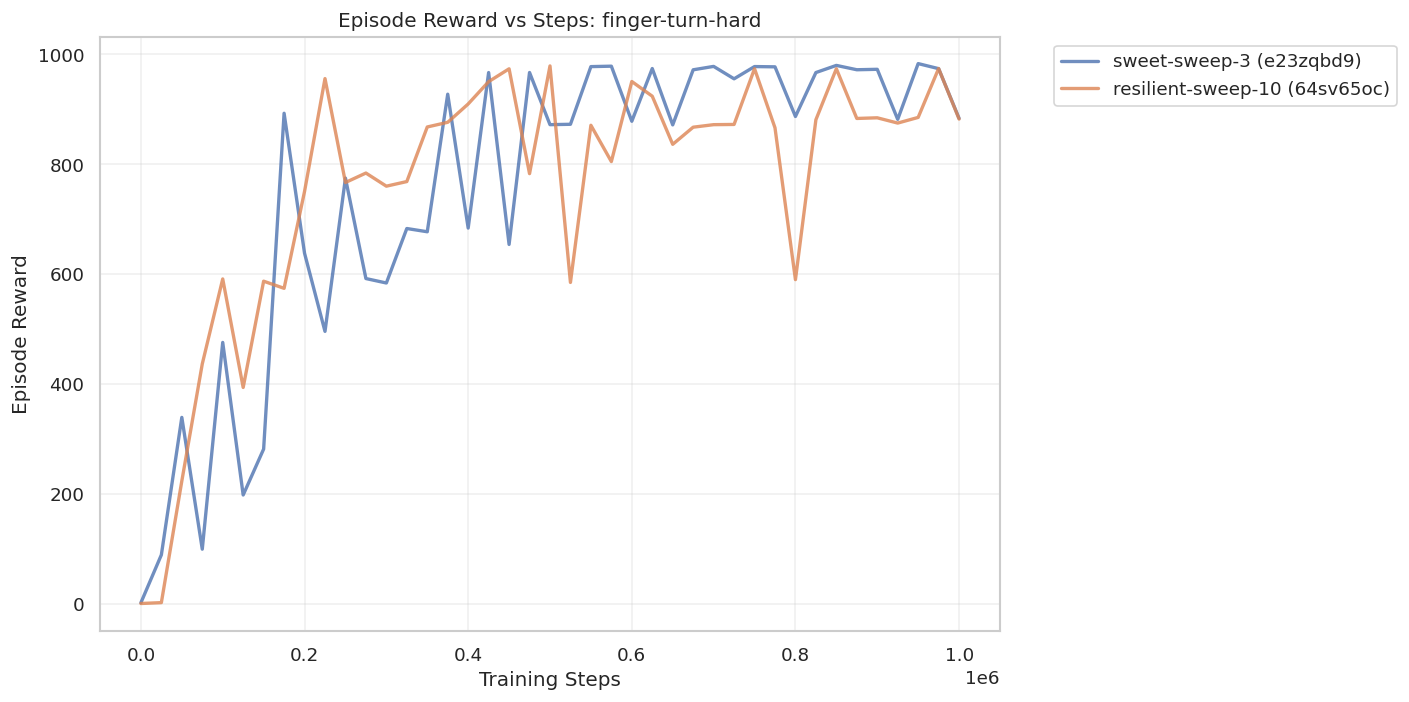 Episode Reward vs Steps: finger-turn-hard
sweet-sweep-3 (e23zqbd9)
resilient-sweep-10 (64sv65oc)
Episode Reward
1000
800
600
400
200
0
0.0 0.2 0.4 0.6 0.8 1.0
1e6
Training Steps